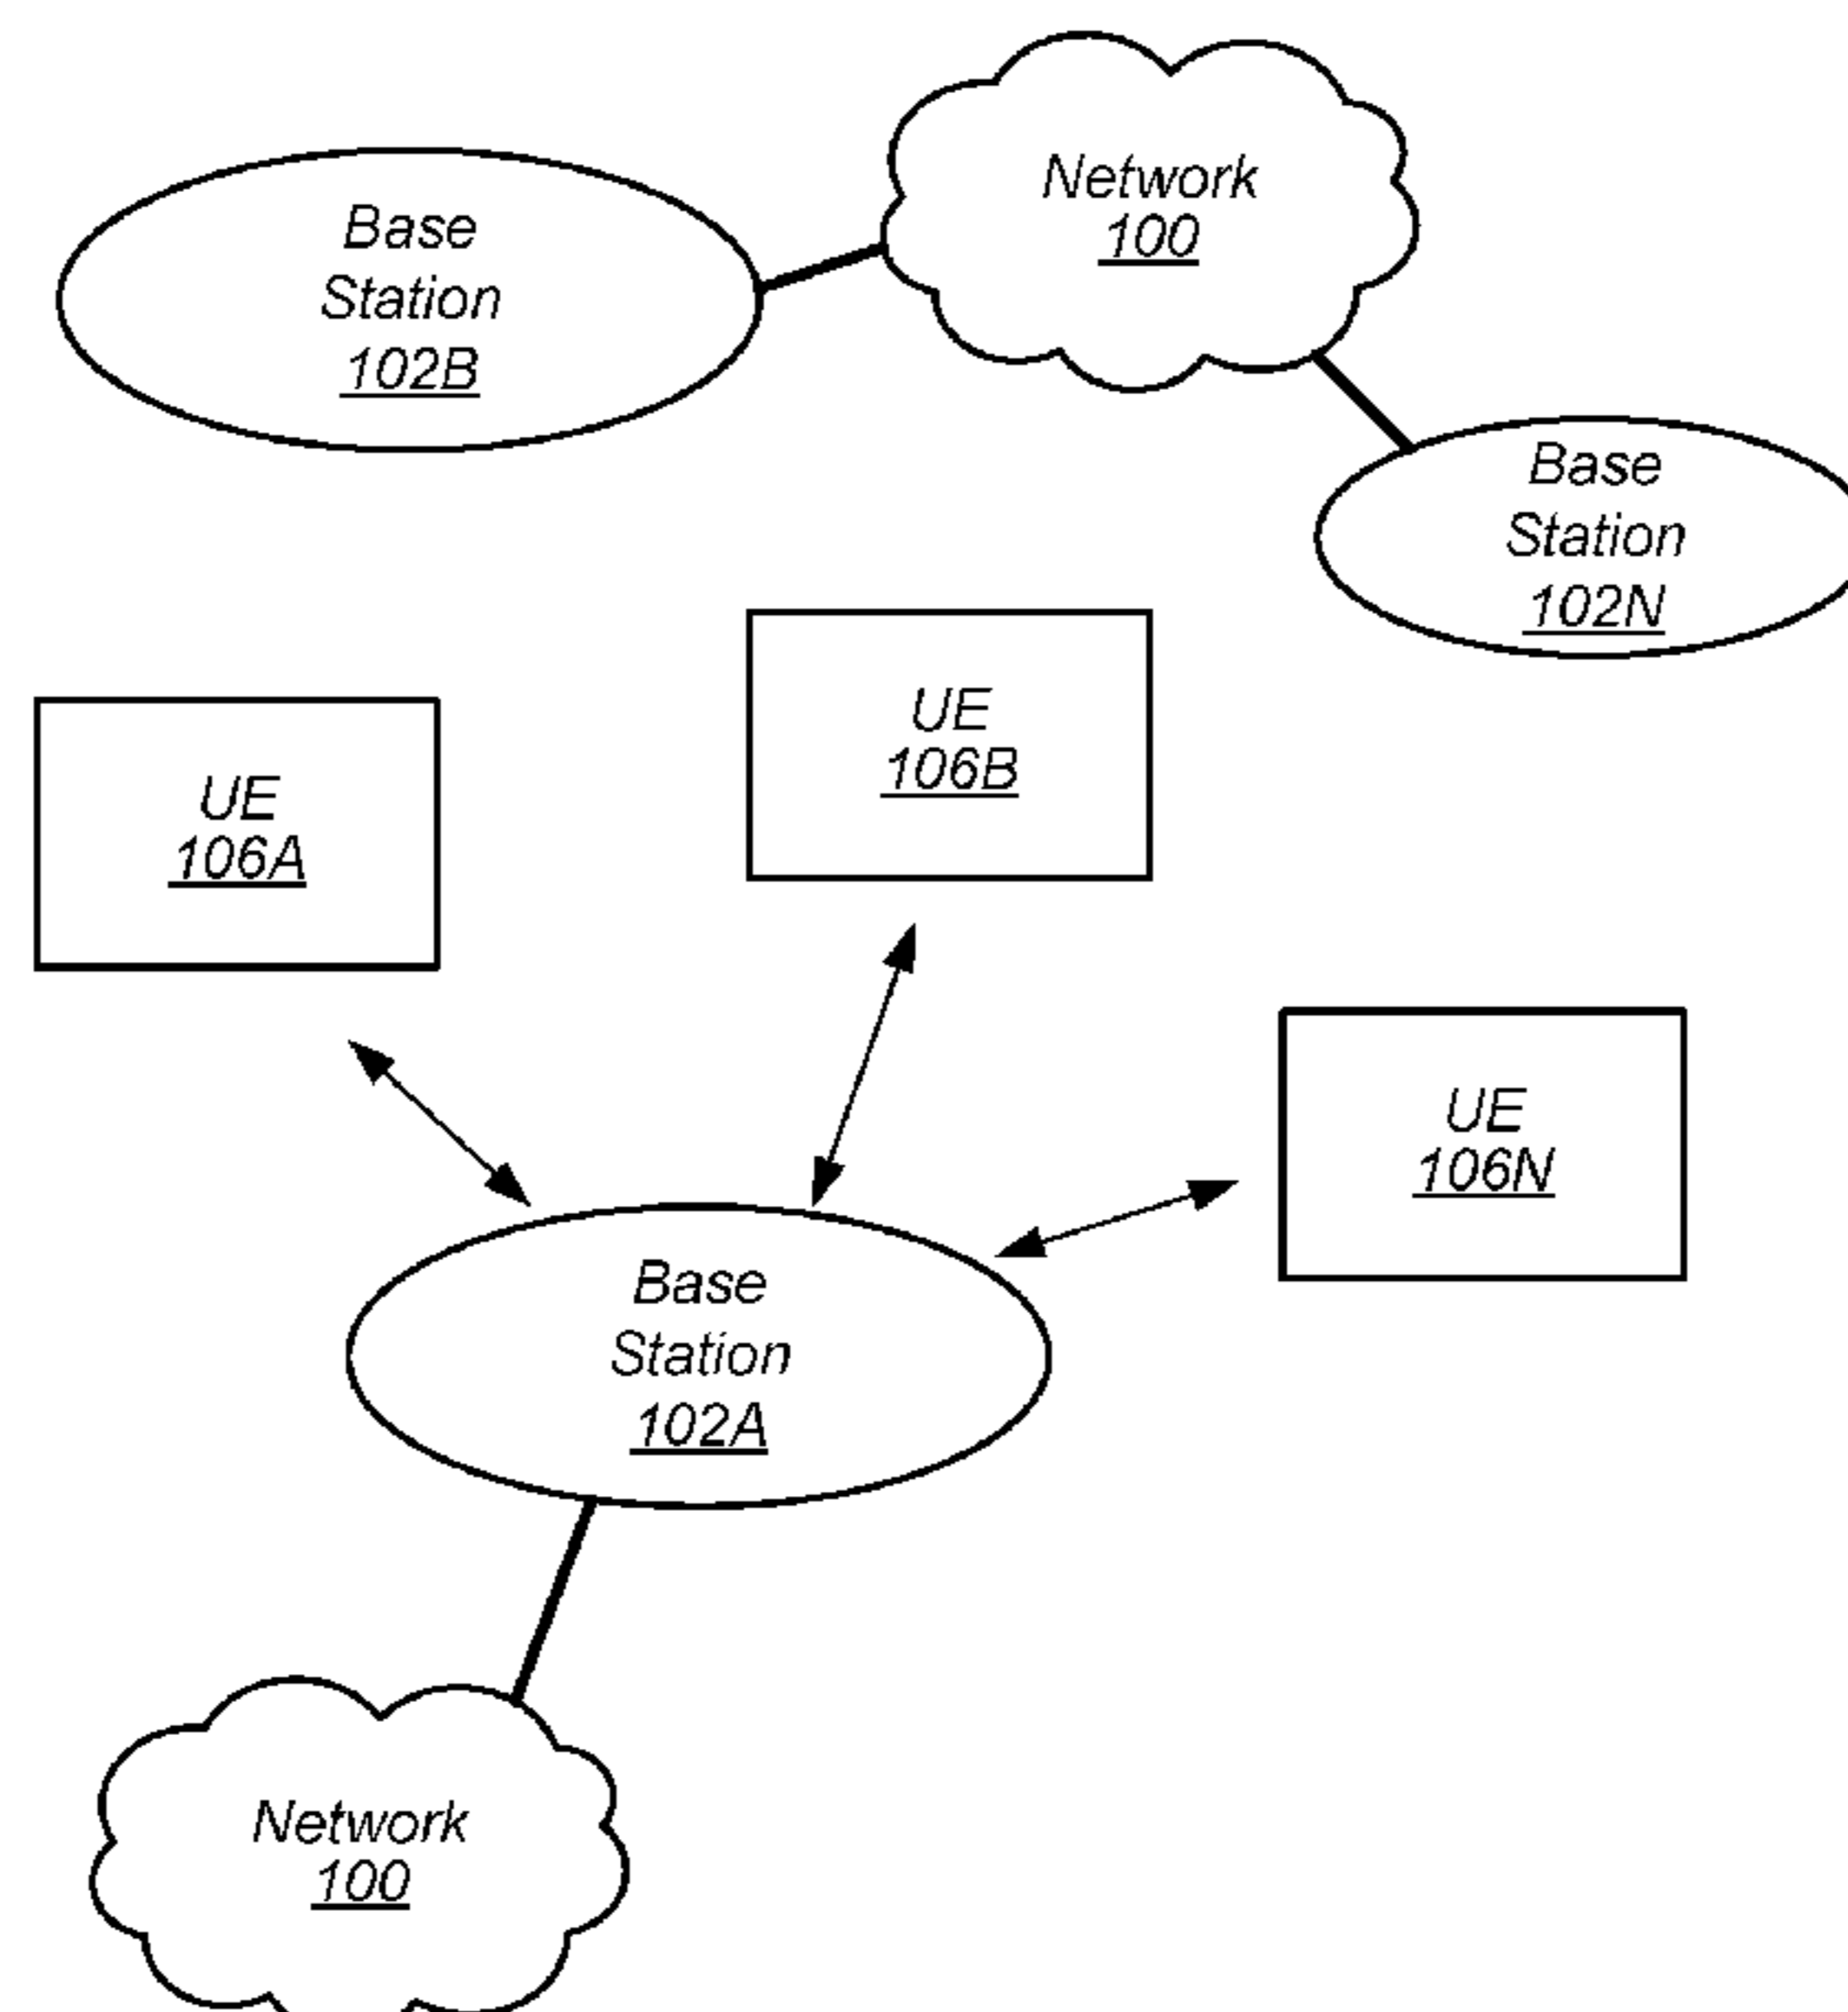 Network
100
Base
Station
102B
Base
Station
102N
UE
106B
UE
106A
UE
106N
Base
Station
102A
Network
100